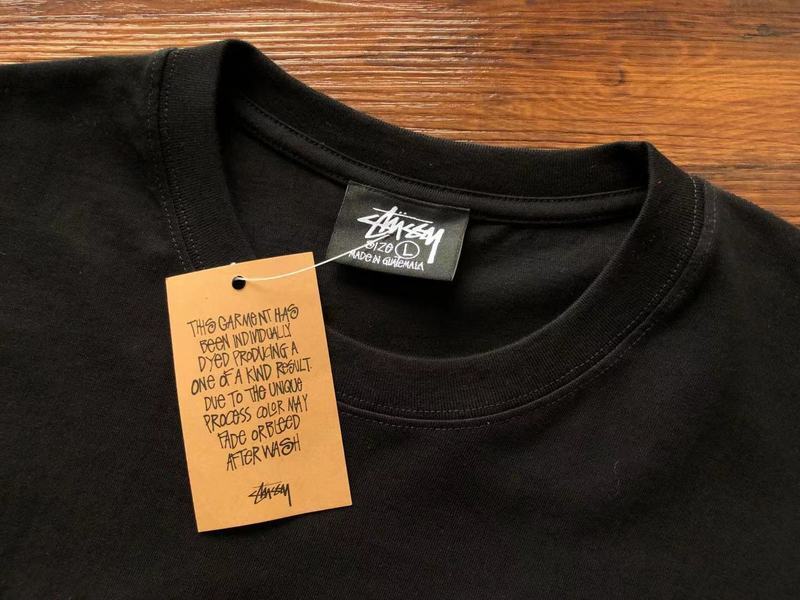 STÜSSY
SIZE L
MADE IN GUATEMALA
THIS GARMENT HAS
BEEN INDIVIDUALLY
DYED PRODUCING A
ONE OF A KIND RESULT.
DUE TO THE UNIQUE
PROCESS COLOR MAY
FADE OR BLEED
AFTER WASH
STÜSSY